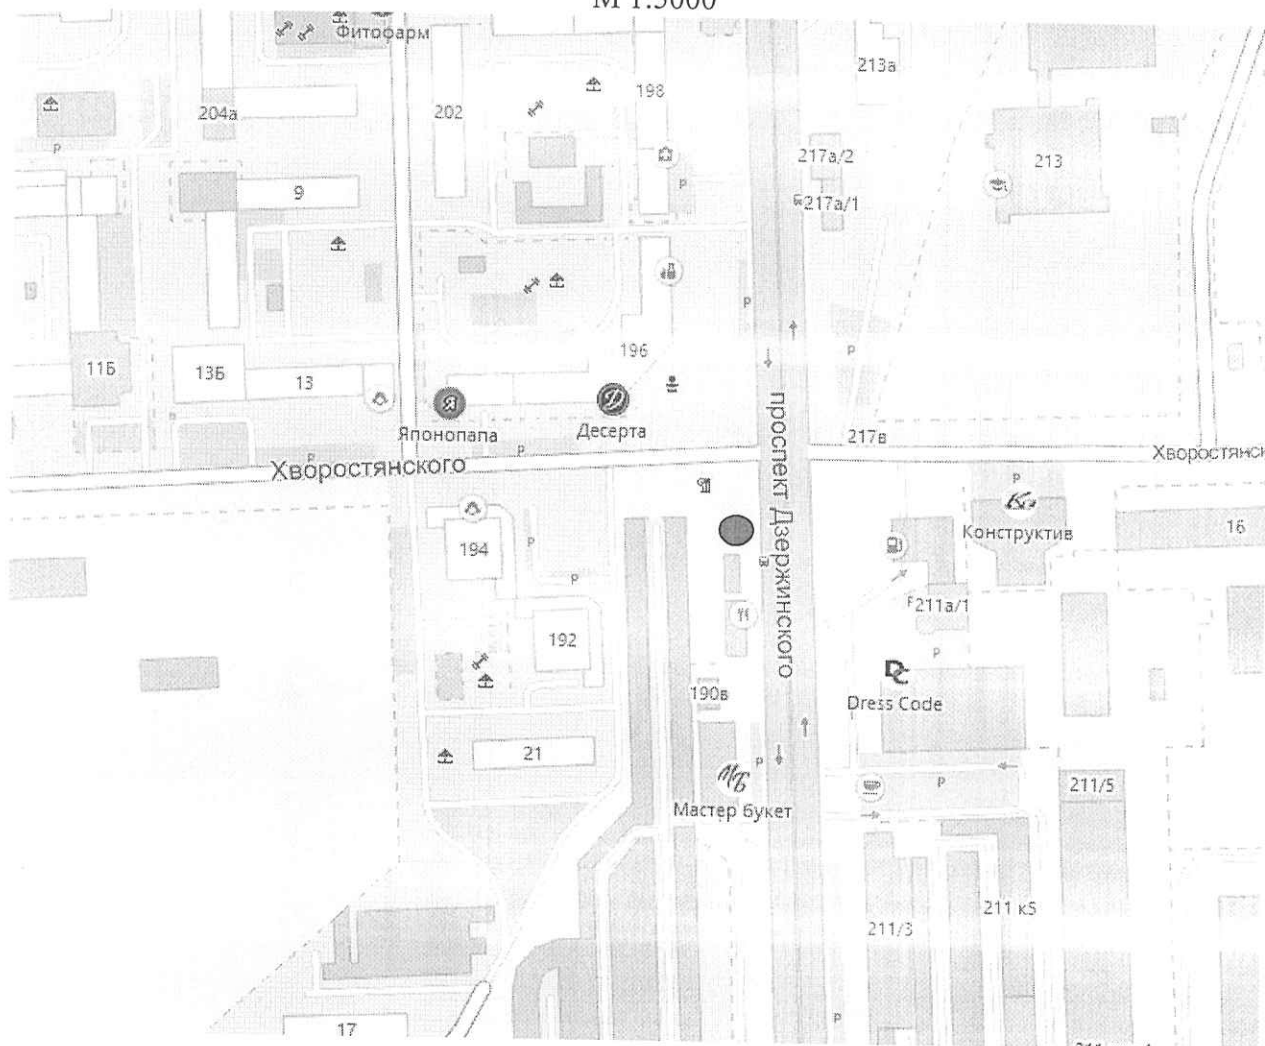 М 1:5000
Фитофарм
213а
198
204а
202
Р
217а/2
213
9
Р
217а/1
Р
196
Р
11Б
13Б
13
Японопапа
Десерта
проспект Дзержинского
217в
Р
Р
Хворостянского
Хворостянск
Р
Конструктив
16
194
Р
Р
Р
211а/1
192
Р
190в
DC
Dress Code
21
Р
МБ
Мастер букет
Р
211/5
211 к5
211/3
17
Р